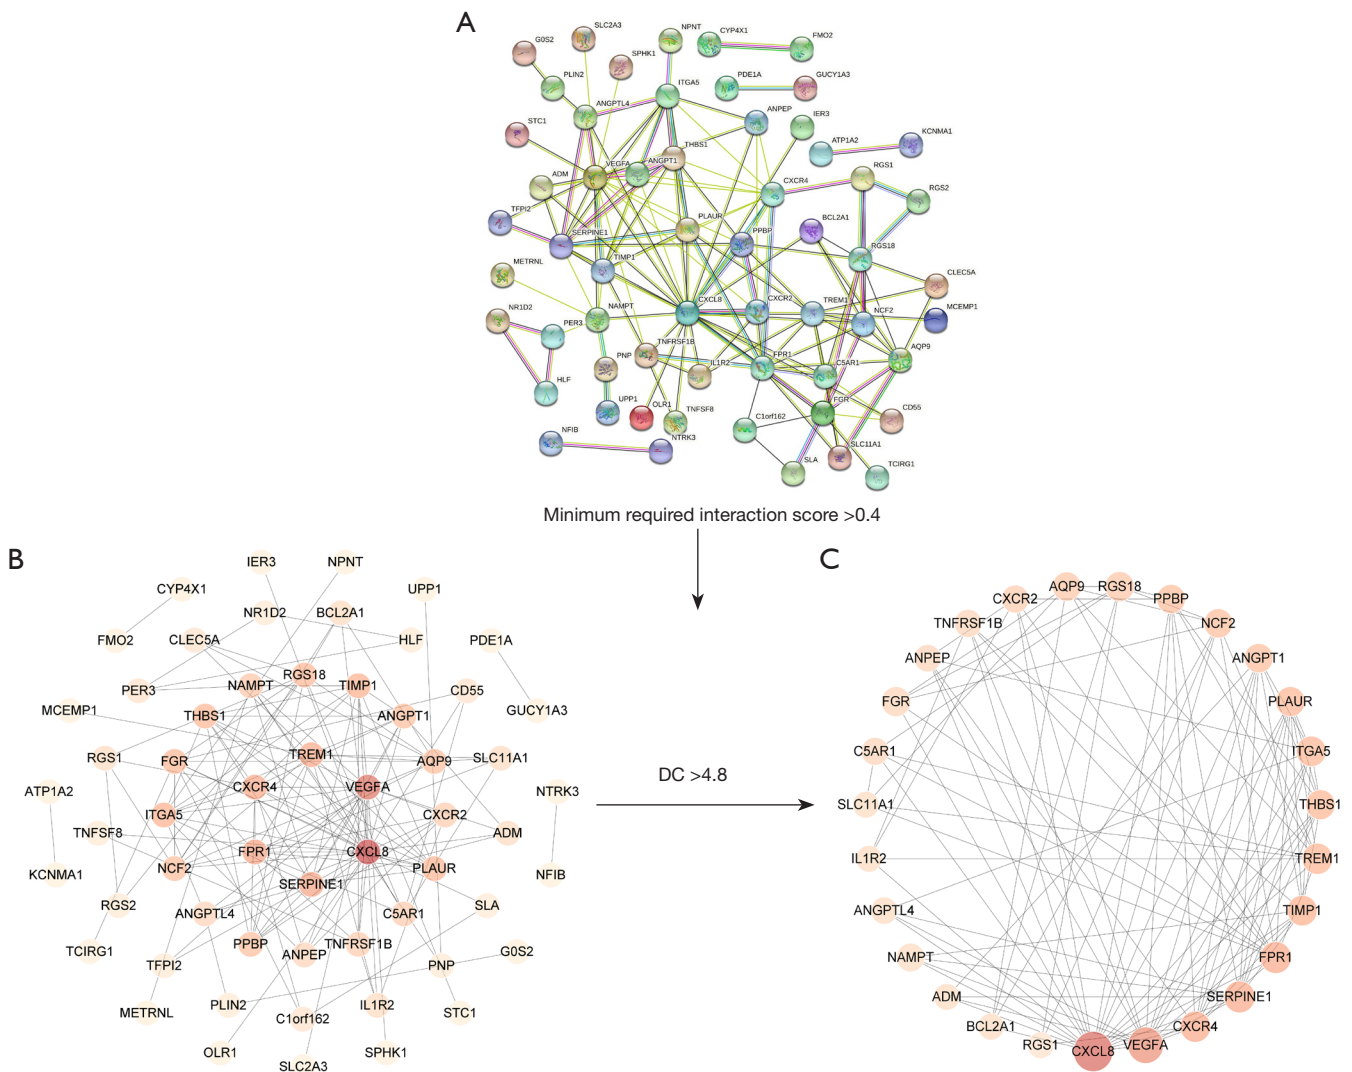 A
SLC2A3
NPNT
CYP4X1
FMO2
G0S2
SPHK1
PLIN2
ITGA5
PDE1A
GUCY1A3
ANGPTL4
ANPEP
IER3
STC1
THBS1
ATP1A2
KCNMA1
VEGFA
ANGPT1
RGS1
ADM
CXCR4
RGS2
TFPI2
PLAUR
BCL2A1
SERPINE1
PPBP
RGS18
METRNL
TIMP1
CLEC5A
CXCL8
CXCR2
TREM1
NCF2
MCEMP1
NR1D2
NAMPT
PER3
TNFRSF1B
AQP9
PNP
IL1R2
FPR1
C5AR1
HLF
UPP1
OLR1
TNFSF8
FGR
CD55
C1orf162
NFIB
NTRK3
SLC11A1
SLA
TCIRG1
Minimum required interaction score >0.4
B
IER3
NPNT
CYP4X1
UPP1
NR1D2
BCL2A1
FMO2
CLEC5A
HLF
PDE1A
RGS18
PER3
NAMPT
TIMP1
CD55
MCEMP1
THBS1
ANGPT1
GUCY1A3
RGS1
FGR
TREM1
AQP9
SLC11A1
ATP1A2
CXCR4
VEGFA
NTRK3
ITGA5
CXCR2
TNFSF8
ADM
FPR1
CXCL8
KCNMA1
NCF2
PLAUR
NFIB
SERPINE1
RGS2
ANGPTL4
C5AR1
SLA
TCIRG1
PPBP
ANPEP
TNFRSF1B
G0S2
TFPI2
PNP
METRNL
PLIN2
C1orf162
IL1R2
STC1
OLR1
SLC2A3
SPHK1
DC >4.8
C
AQP9
RGS18
CXCR2
PPBP
TNFRSF1B
NCF2
ANPEP
ANGPT1
FGR
PLAUR
C5AR1
ITGA5
SLC11A1
THBS1
IL1R2
TREM1
ANGPTL4
TIMP1
NAMPT
FPR1
ADM
SERPINE1
BCL2A1
CXCR4
RGS1
CXCL8
VEGFA